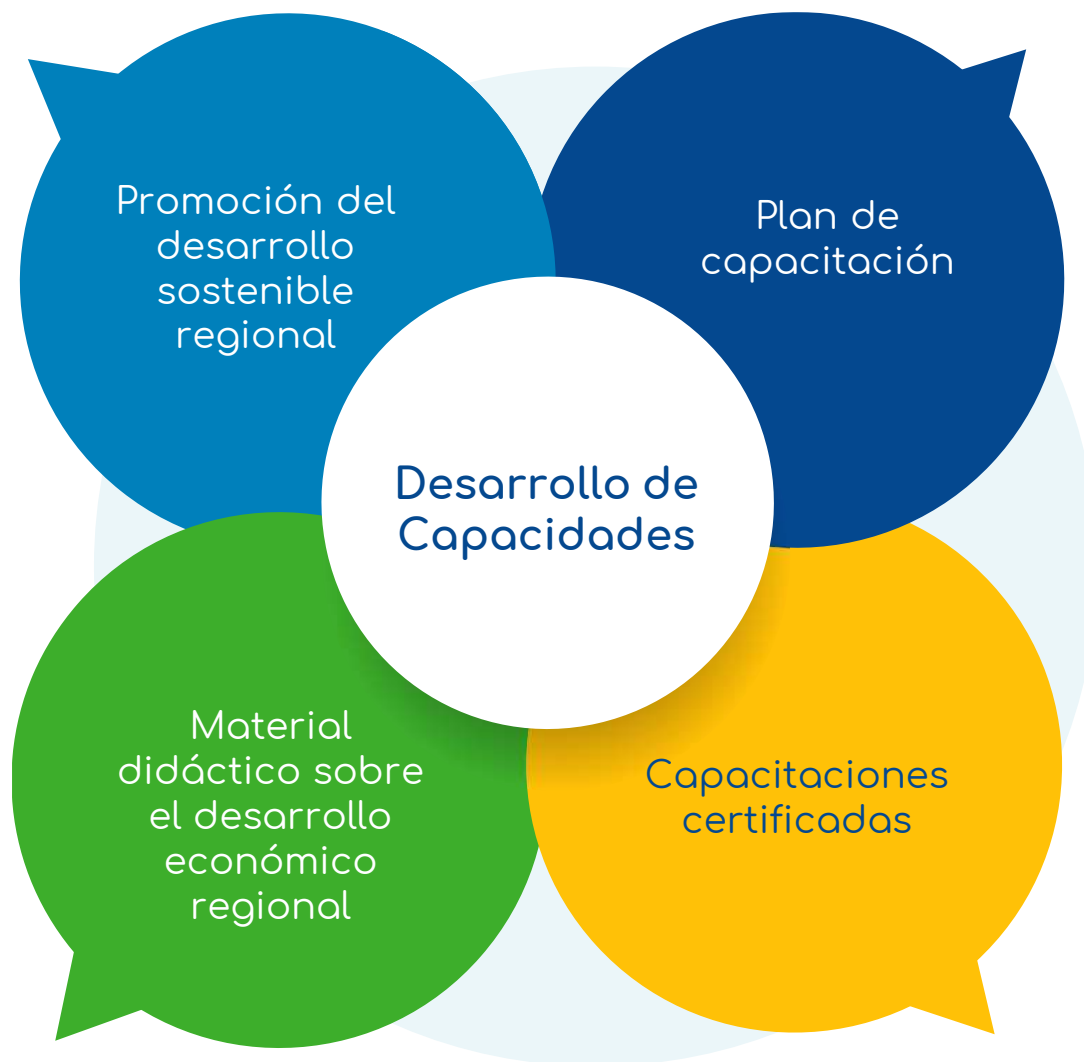 Promoción del
desarrollo
sostenible
regional
Plan de
capacitación
Desarrollo de
Capacidades
Material
didáctico sobre
el desarrollo
económico
regional
Capacitaciones
certificadas